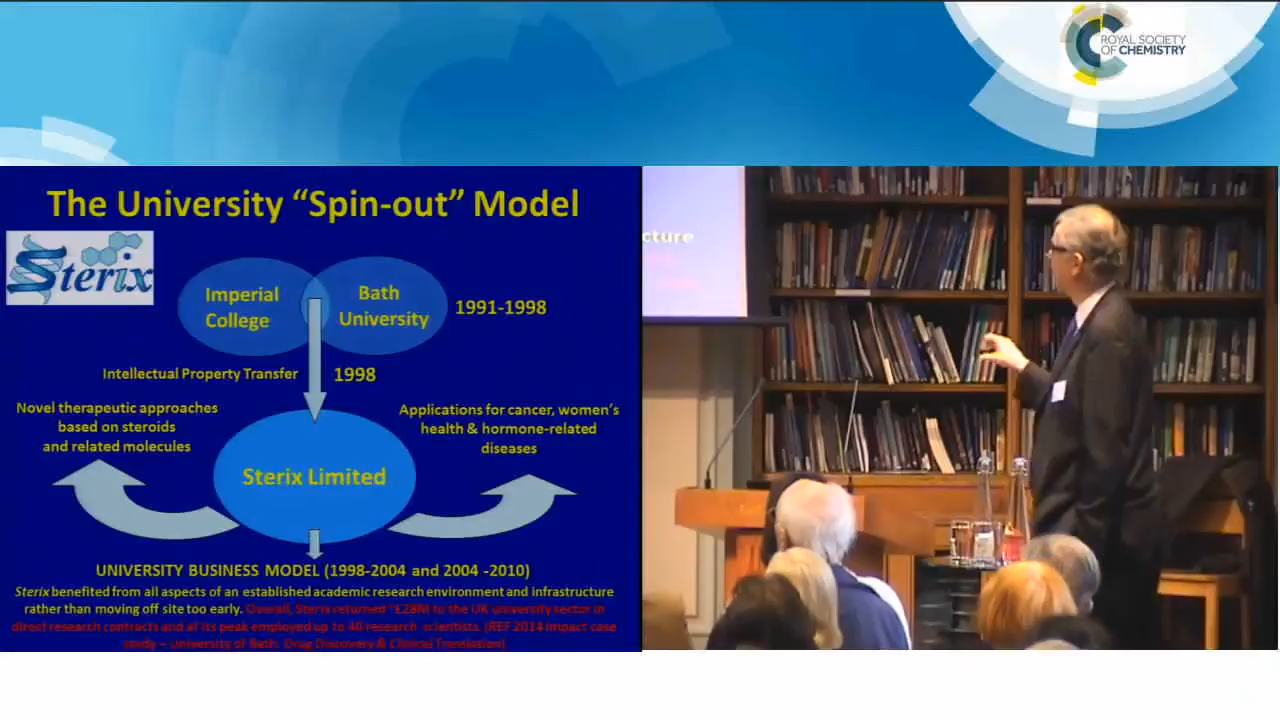 ROYAL SOCIETY
OF CHEMISTRY
The University “Spin-out” Model
Sterix
Imperial
College
Bath
University
1991-1998
Intellectual Property Transfer
1998
Novel therapeutic approaches
based on steroids
and related molecules
Applications for cancer, women’s
health & hormone-related
diseases
Sterix Limited
UNIVERSITY BUSINESS MODEL (1998-2004 and 2004 -2010)
Sterix benefited from all aspects of an established academic research environment and infrastructure
rather than moving off site too early. Overall, Sterix returned ~£28M to the UK university sector in
direct research contracts and at its peak employed up to 40 research scientists. (REF 2014 impact case
study – University of Bath. Drug Discovery & Clinical Translation)
cture